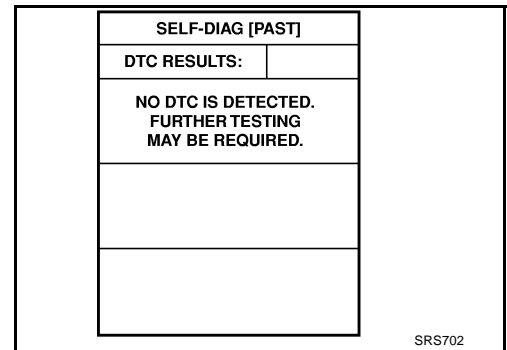 SELF-DIAG [PAST]
DTC RESULTS:
NO DTC IS DETECTED.
FURTHER TESTING
MAY BE REQUIRED.
SRS702